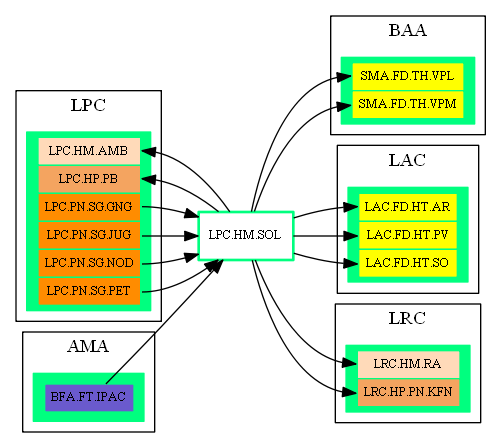 BAA
SMA.FD.TH.VPL
SMA.FD.TH.VPM
LPC
LPC.HM.AMB
LPC.HP.PB
LPC.PN.SG.GNG
LPC.PN.SG.JUG
LPC.PN.SG.NOD
LPC.PN.SG.PET
LPC.HM.SOL
LAC
LAC.FD.HT.AR
LAC.FD.HT.PV
LAC.FD.HT.SO
AMA
BFA.FT.IPAC
LRC
LRC.HM.RA
LRC.HP.PN.KFN